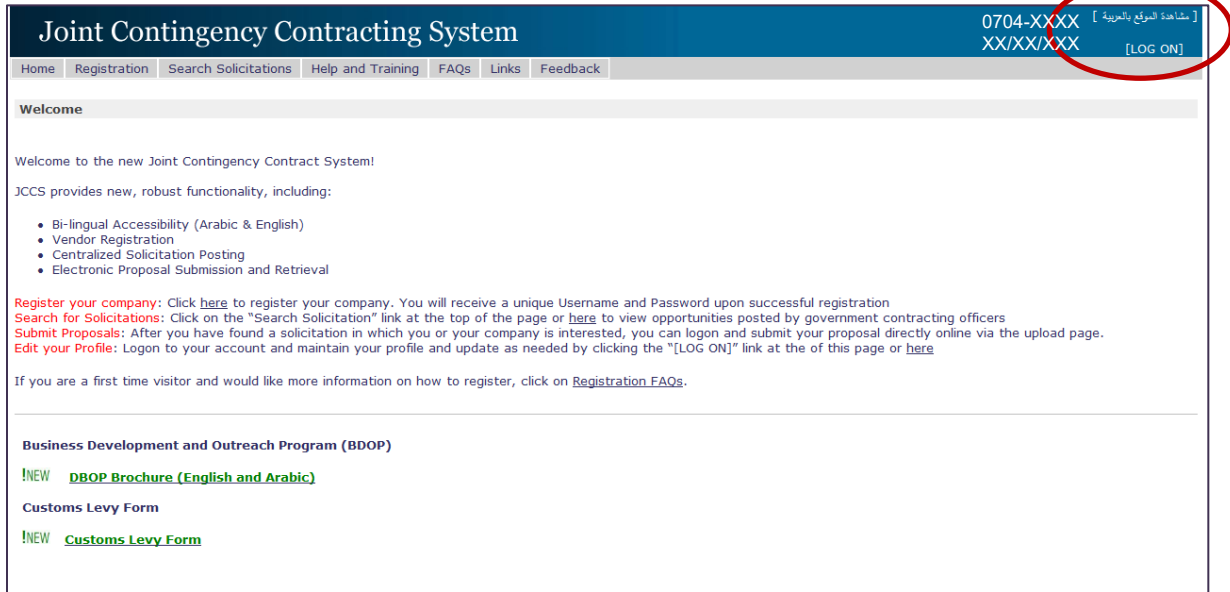 Joint Contingency Contracting System
0704-XXXX
XX/XX/XXX
[ مشاهدة الموقع بالعربية ]
[LOG ON]
Home Registration Search Solicitations Help and Training FAQs Links Feedback
Welcome
Welcome to the new Joint Contingency Contract System!
JCCS provides new, robust functionality, including:
• Bi-lingual Accessibility (Arabic & English)
• Vendor Registration
• Centralized Solicitation Posting
• Electronic Proposal Submission and Retrieval
Register your company: Click here to register your company. You will receive a unique Username and Password upon successful registration
Search for Solicitations: Click on the “Search Solicitation” link at the top of the page or here to view opportunities posted by government contracting officers
Submit Proposals: After you have found a solicitation in which you or your company is interested, you can logon and submit your proposal directly online via the upload page.
Edit your Profile: Logon to your account and maintain your profile and update as needed by clicking the “[LOG ON]” link at the of this page or here
If you are a first time visitor and would like more information on how to register, click on Registration FAQs.
Business Development and Outreach Program (BDOP)
!NEW DBOP Brochure (English and Arabic)
Customs Levy Form
!NEW Customs Levy Form